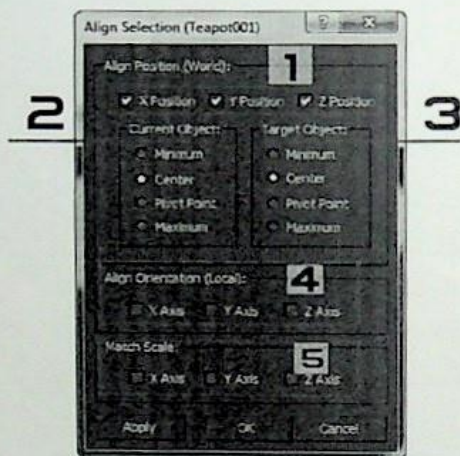 Align Selection (Teapot001)
Align Position (World): 1
X Position Y Position Z Position
2 3
Current Object: Target Object:
Minimum Minimum
Center Center
Pivot Point Pivot Point
Maximum Maximum
Align Orientation (Local): 4
X Axis Y Axis Z Axis
Match Scale: 5
X Axis Y Axis Z Axis
Apply OK Cancel